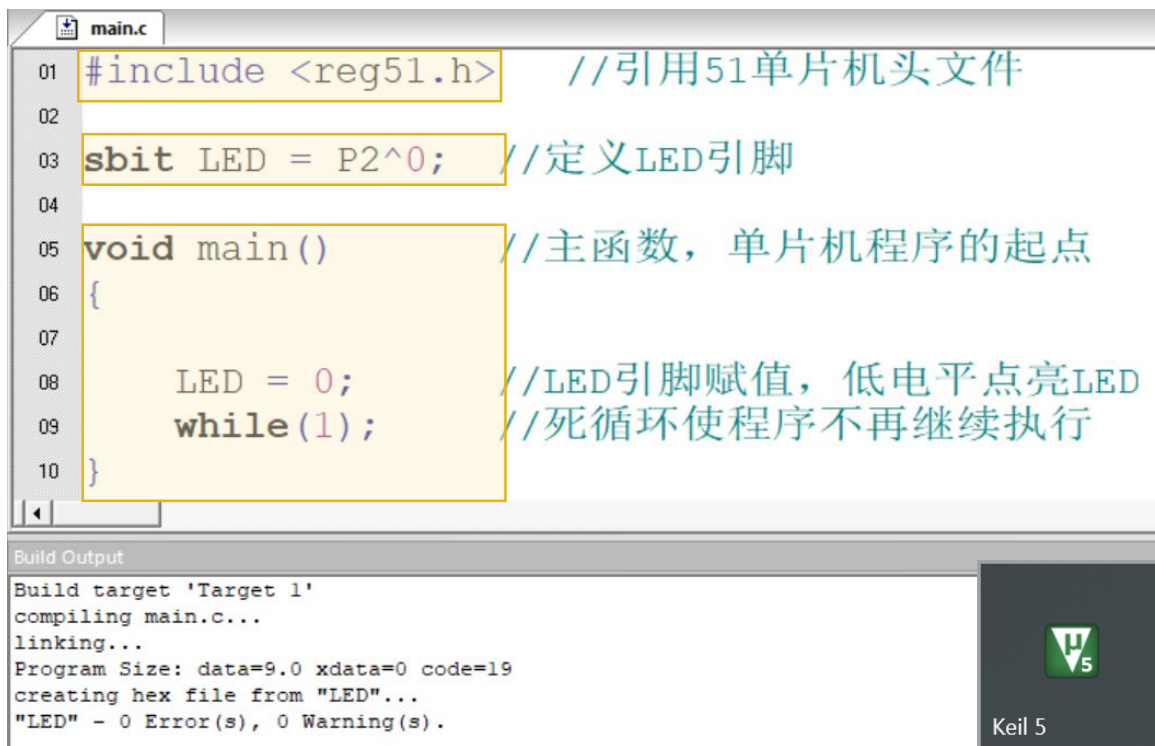 main.c
01 #include <reg51.h> //引用51单片机头文件
02
03 sbit LED = P2^0; //定义LED引脚
04
05 void main() //主函数，单片机程序的起点
06 {
07
08 LED = 0; //LED引脚赋值，低电平点亮LED
09 while(1); //死循环使程序不再继续执行
10 }
Build Output
Build target 'Target 1'
compiling main.c...
linking...
Program Size: data=9.0 xdata=0 code=19
creating hex file from "LED"...
"LED" - 0 Error(s), 0 Warning(s).
μ5
Keil 5